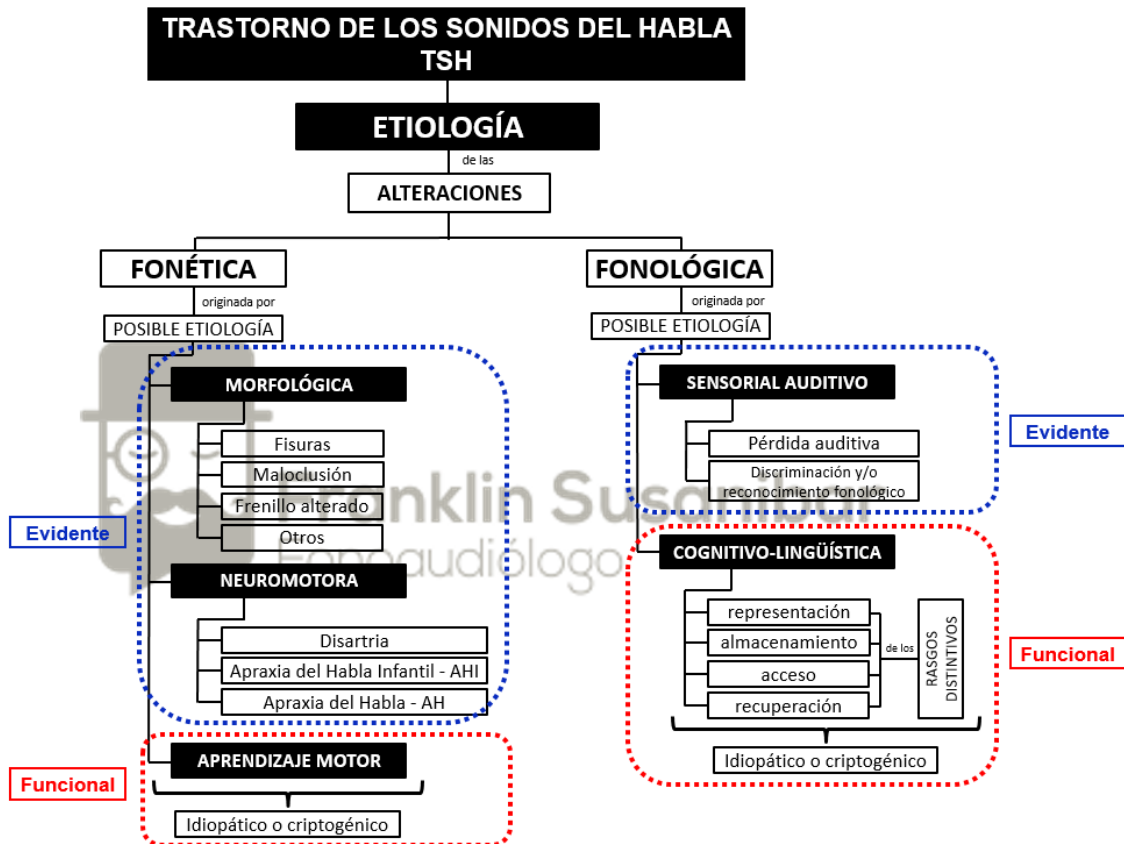 TRASTORNO DE LOS SONIDOS DEL HABLA
TSH
ETIOLOGÍA
de las
ALTERACIONES
FONÉTICA
originada por
POSIBLE ETIOLOGÍA
MORFOLÓGICA
Fisuras
Maloclusión
Frenillo alterado
Otros
Evidente
NEUROMOTORA
Disartria
Apraxia del Habla Infantil - AHI
Apraxia del Habla - AH
APRENDIZAJE MOTOR
Funcional
Idiopático o criptogénico
FONOLÓGICA
originada por
POSIBLE ETIOLOGÍA
SENSORIAL AUDITIVO
Evidente
Pérdida auditiva
Discriminación y/o
reconocimiento fonológico
COGNITIVO-LINGÜÍSTICA
representación
almacenamiento
acceso
recuperación
de los
RASGOS
DISTINTIVOS
Funcional
Idiopático o criptogénico
Franklin Susanibar
Fonoaudiólogo